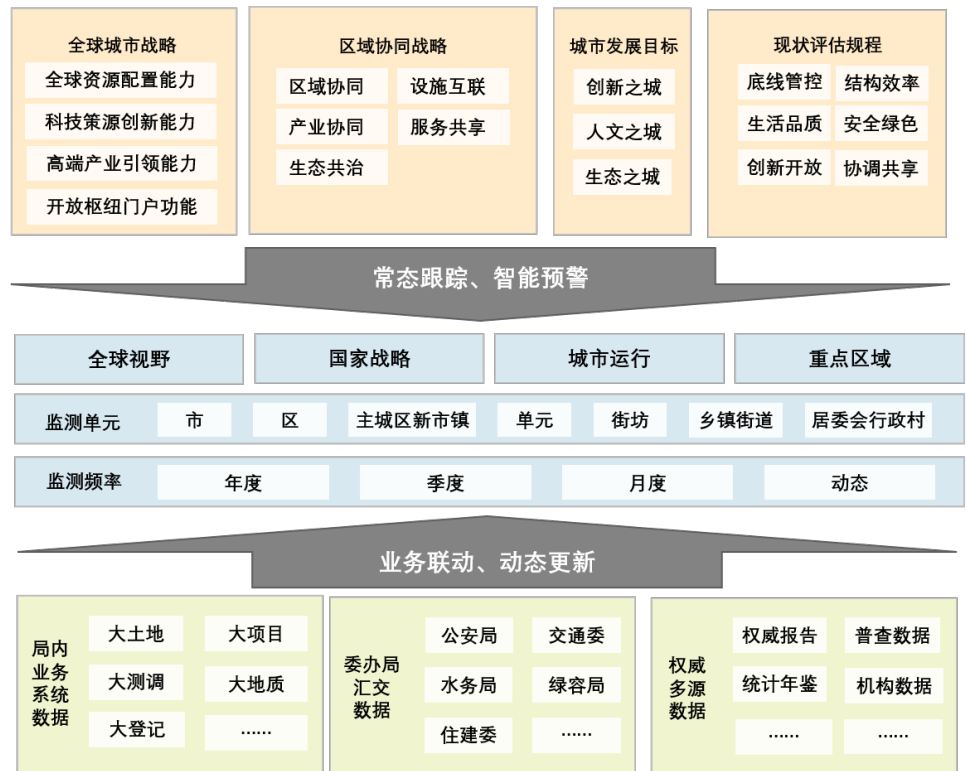 全球城市战略
全球资源配置能力
科技策源创新能力
高端产业引领能力
开放枢纽门户功能
区域协同战略
区域协同 设施互联
产业协同 服务共享
生态共治
城市发展目标
创新之城
人文之城
生态之城
现状评估规程
底线管控 结构效率
生活品质 安全绿色
创新开放 协调共享
常态跟踪、智能预警
全球视野 国家战略 城市运行 重点区域
监测单元 市 区 主城区新市镇 单元 街坊 乡镇街道 居委会行政村
监测频率 年度 季度 月度 动态
业务联动、动态更新
局内
业务
系统
数据
大土地 大项目
大测调 大地质
大登记 ……
委办局
汇交
数据
公安局 交通委
水务局 绿容局
住建委 ……
权威
多源
数据
权威报告 普查数据
统计年鉴 机构数据
…… ……